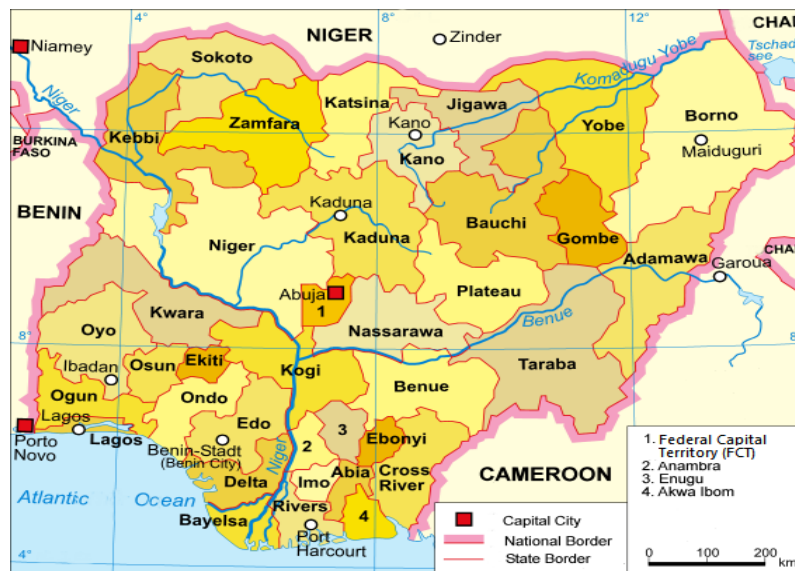 4°
8°
12°
NIGER
CHAD
Niamey
Zinder
Tschad-
see
Sokoto
Komadugu Yobe
Niger
Katsina
Jigawa
Borno
Kebbi
Zamfara
Kano
Yobe
BURKINA
FASO
Kano
Maiduguri
BENIN
Kaduna
Bauchi
Gombe
Niger
Kaduna
Adamawa
Garoua
CHA
Abuja
1
Plateau
Kwara
Nassarawa
Benue
Oyo
8°
Taraba
Ibadan
Osun
Ekiti
Kogi
Benue
Ogun
Ondo
Lagos
Edo
3
Ebonyi
Porto
Novo
Lagos
Benin-Stadt
(Benin City)
Niger
2
Abia
Cross
River
CAMEROON
Atlantic
Ocean
Delta
Imo
Bayelsa
Rivers
4
Port
Harcourt
4°
1. Federal Capital
Territory (FCT)
2. Anambra
3. Enugu
4. Akwa Ibom
Capital City
National Border
State Border
0 100 200
km